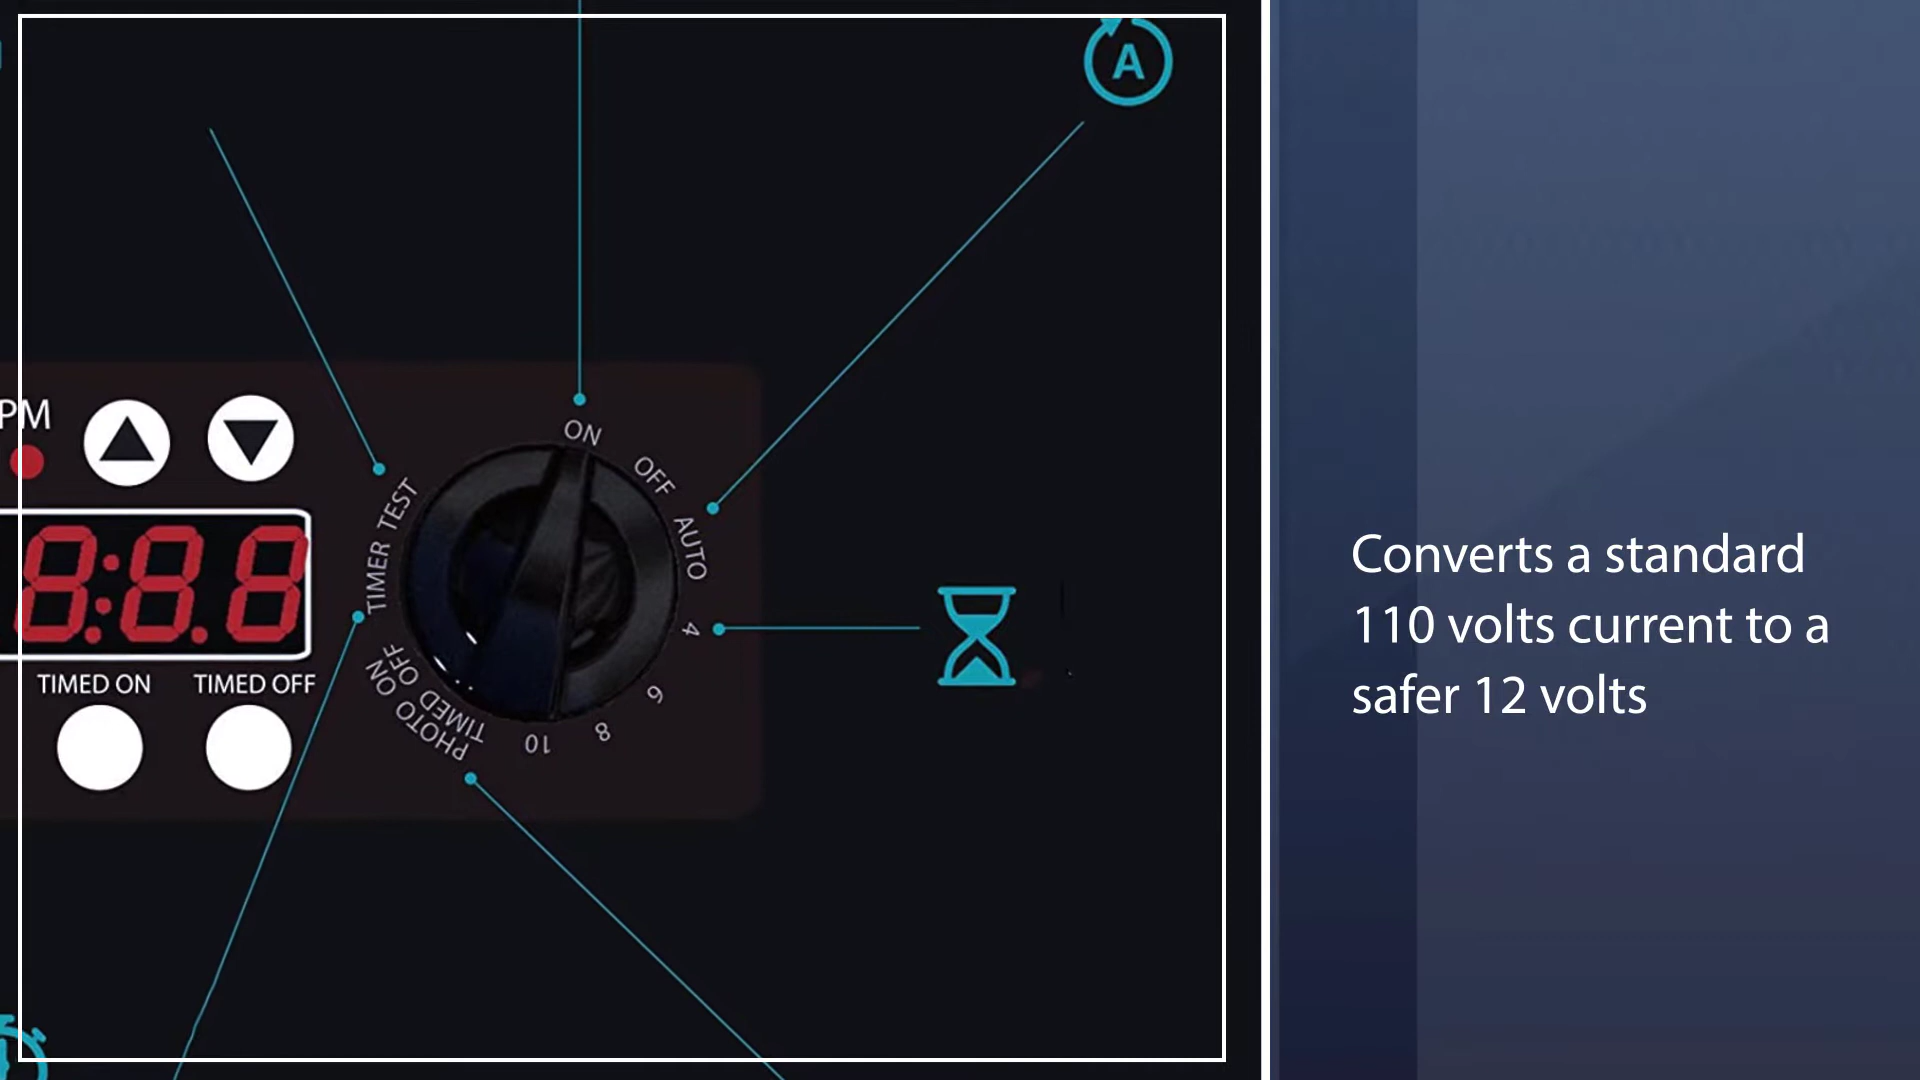 A
PM
ON
OFF
AUTO
TIMER TEST
8:8.8
4
6
8
10
PHOTO ON
TIMED OFF
TIMED ON
TIMED OFF
Converts a standard
110 volts current to a
safer 12 volts